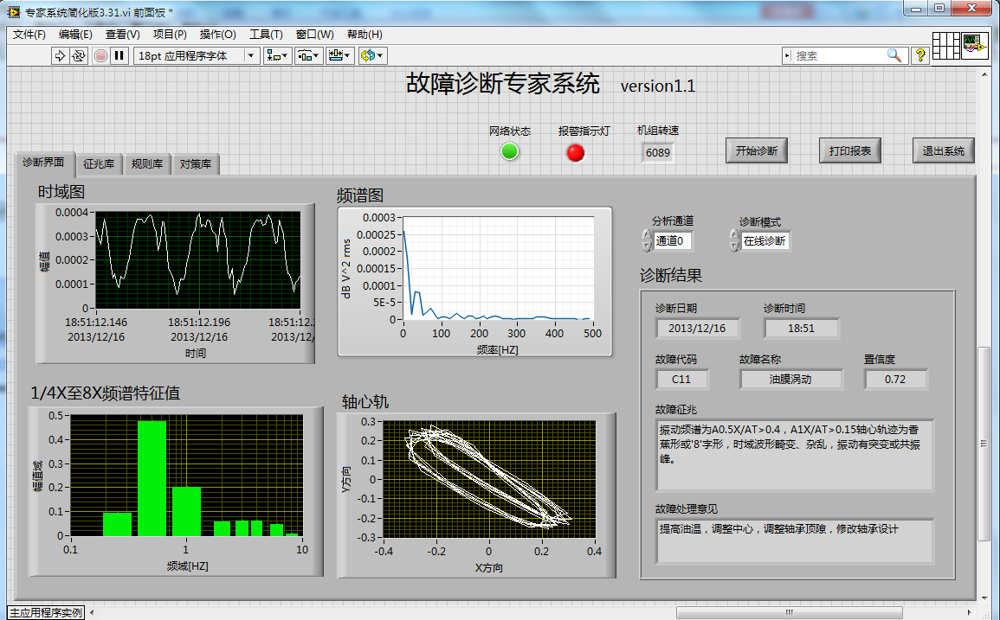 专家系统简化版3.31.vi 前面板 *
文件(F) 编辑(E) 查看(V) 项目(P) 操作(O) 工具(T) 窗口(W) 帮助(H)
18pt 应用程序字体
搜索
故障诊断专家系统 version1.1
网络状态 报警指示灯 机组转速
6089
开始诊断 打印报表 退出系统
诊断界面 征兆库 规则库 对策库
时域图
0.0004
0.0003
0.0002
0.0001
0
幅值
18:51:12.146 18:51:12.196 18:51:12.
2013/12/16 2013/12/16 2013/12/
时间
频谱图
0.0003
0.00025
0.0002
0.00015
0.0001
5E-5
0
dB V^2 rms
0 100 200 300 400 500
频率[HZ]
分析通道 诊断模式
通道0 在线诊断
诊断结果
诊断日期 诊断时间
2013/12/16 18:51
故障代码 故障名称 置信度
C11 油膜涡动 0.72
故障征兆
振动频谱为A0.5X/AT>0.4，A1X/AT>0.15轴心轨迹为香
蕉形或'8'字形，时域波形畸变、杂乱，振动有突变或共振
峰。
故障处理意见
提高油温，调整中心，调整轴承顶隙，修改轴承设计
1/4X至8X频谱特征值
0.5
0.4
0.3
0.2
0.1
0
幅值域
0.1 1 10
频域[HZ]
轴心轨
0.3
0.2
0.1
0
-0.1
-0.2
-0.3
Y方向
-0.4 -0.2 0 0.2 0.4
X方向
主应用程序实例